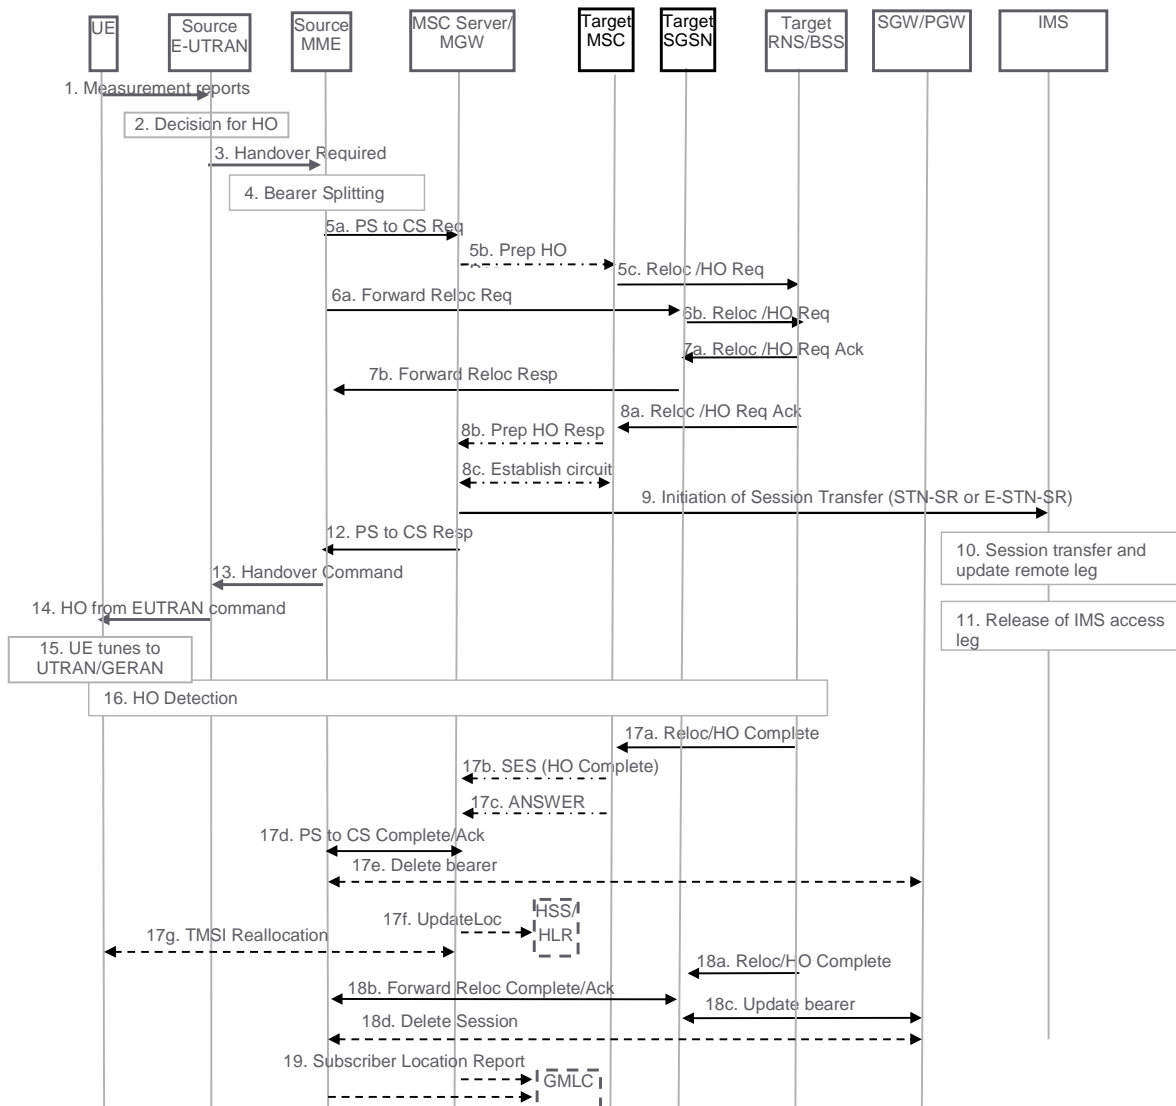 UE
Source
E-UTRAN
Source
MME
MSC Server/
MGW
Target
MSC
Target
SGSN
Target
RNS/BSS
SGW/PGW
IMS
1. Measurement reports
2. Decision for HO
3. Handover Required
4. Bearer Splitting
5a. PS to CS Req
5b. Prep HO
5c. Reloc /HO Req
6a. Forward Reloc Req
6b. Reloc /HO Req
7a. Reloc /HO Req Ack
7b. Forward Reloc Resp
8a. Reloc /HO Req Ack
8b. Prep HO Resp
8c. Establish circuit
9. Initiation of Session Transfer (STN-SR or E-STN-SR)
12. PS to CS Resp
10. Session transfer and
update remote leg
13. Handover Command
14. HO from EUTRAN command
11. Release of IMS access
leg
15. UE tunes to
UTRAN/GERAN
16. HO Detection
17a. Reloc/HO Complete
17b. SES (HO Complete)
17c. ANSWER
17d. PS to CS Complete/Ack
17e. Delete bearer
17f. UpdateLoc
HSS/
HLR
17g. TMSI Reallocation
18a. Reloc/HO Complete
18b. Forward Reloc Complete/Ack
18c. Update bearer
18d. Delete Session
19. Subscriber Location Report
GMLC